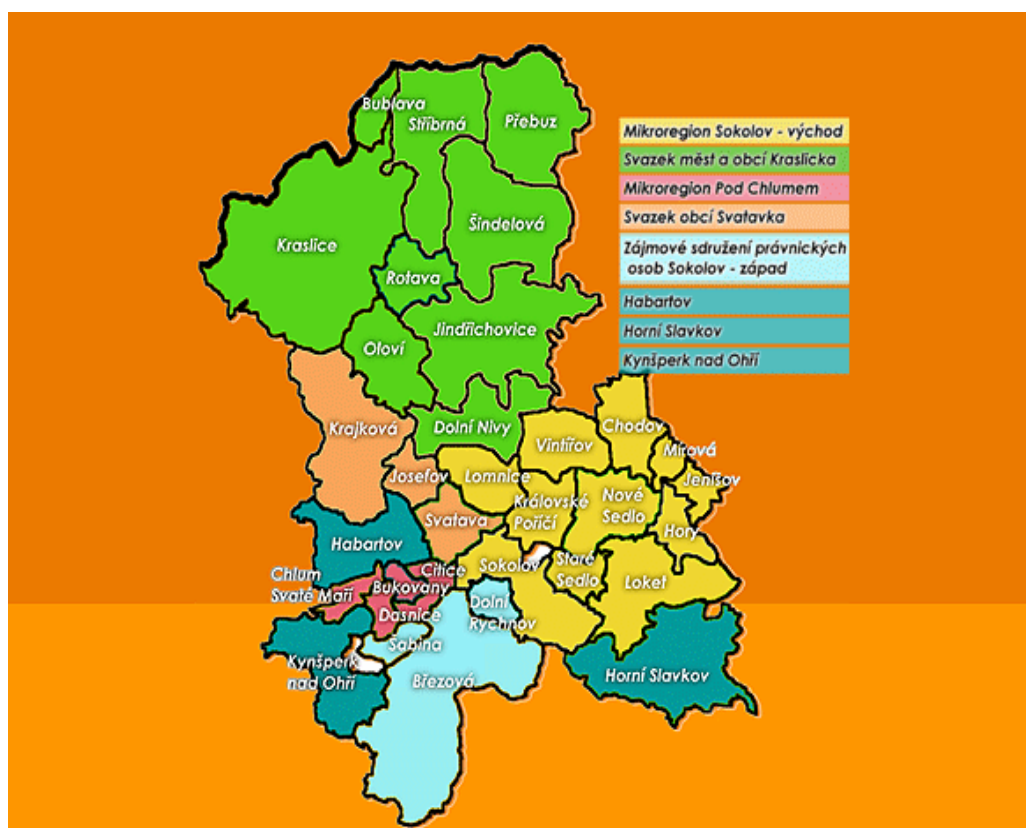 Bublava
Stříbrná
Přebuz
Kraslice
Šindelová
Rotava
Jindřichovice
Oloví
Krajková
Dolní Nivy
Josefov
Lomnice
Vintířov
Chodov
Mírová
Jenišov
Svatava
Královské
Poříčí
Nové
Sedlo
Hory
Habartov
Citice
Sokolov
Staré
Sedlo
Loket
Chlum
Svaté Maří
Bukovany
Dasnice
Dolní
Rychnov
Šabina
Kynšperk
nad Ohří
Březová
Horní Slavkov
Mikroregion Sokolov - východ
Svazek měst a obcí Kraslicka
Mikroregion Pod Chlumem
Svazek obcí Svatavka
Zájmové sdružení právnických
osob Sokolov - západ
Habartov
Horní Slavkov
Kynšperk nad Ohří